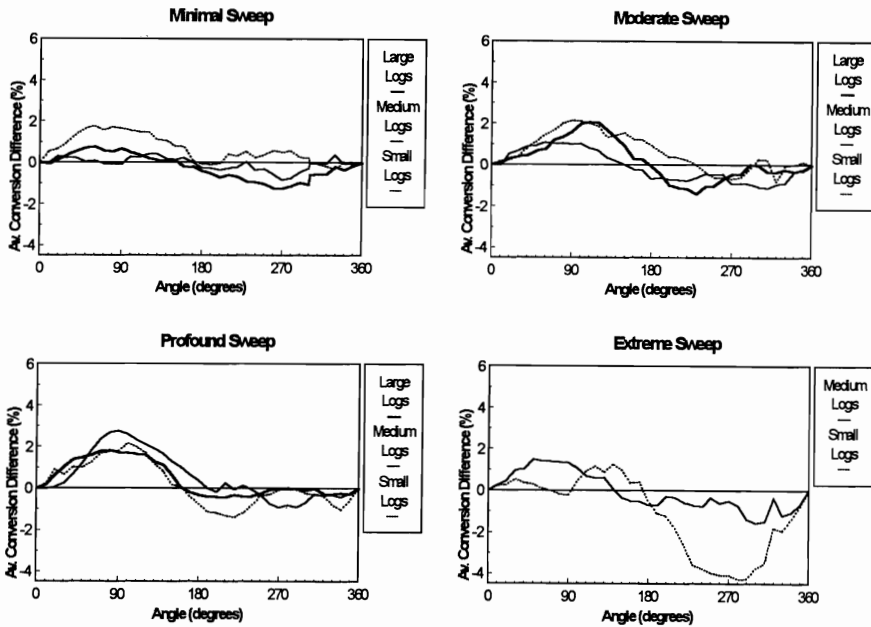 Minimal Sweep
Av. Conversion Difference (%)
6
4
2
0
-2
-4
0
90
180
270
360
Angle (degrees)
Large
Logs
Medium
Logs
Small
Logs
Moderate Sweep
Av. Conversion Difference (%)
6
4
2
0
-2
-4
0
90
180
270
360
Angle (degrees)
Large
Logs
Medium
Logs
Small
Logs
Profound Sweep
Av. Conversion Difference (%)
6
4
2
0
-2
-4
0
90
180
270
360
Angle (degrees)
Large
Logs
Medium
Logs
Small
Logs
Extreme Sweep
Av. Conversion Difference (%)
6
4
2
0
-2
-4
0
90
180
270
360
Angle (degrees)
Medium
Logs
Small
Logs